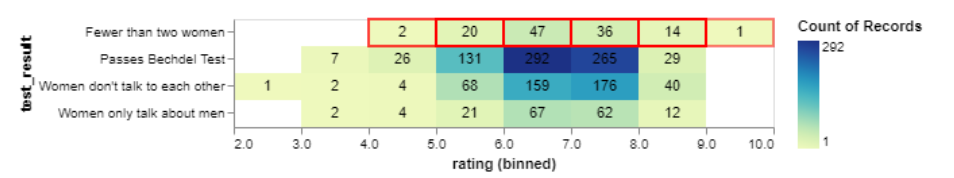 Count of Records
292
1
test_result
Fewer than two women 2 20 47 36 14 1
Passes Bechdel Test 7 26 131 292 265 29
Women don't talk to each other 1 2 4 68 159 176 40
Women only talk about men 2 4 21 67 62 12
2.0 3.0 4.0 5.0 6.0 7.0 8.0 9.0 10.0
rating (binned)